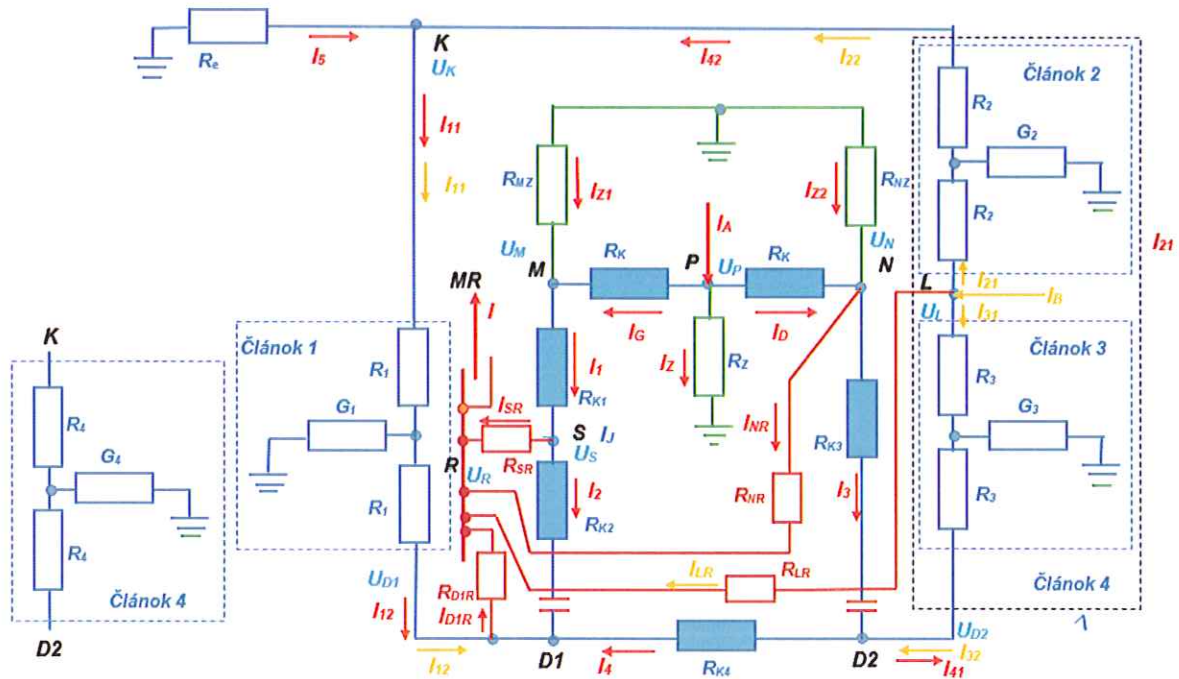 Re
I5
K
UK
I42
I22
Článok 2
R2
G2
R2
I11
I11
RMZ
IZ1
IZ2
RNZ
IA
UM
M
RK
P
UP
RK
UN
N
I21
MR
I
IG
ID
L
UL
I21
IB
I31
K
Článok 1
R1
G1
R1
I1
RK1
IZ
RZ
Článok 3
R3
G3
R3
R4
G4
R4
Článok 4
D2
ISR
RSR
R
UR
S
IJ
US
I2
RK2
INR
RNR
RK3
I3
UD1
I12
I12
RD1R
ID1R
ILR
RLR
Článok 4
D1
I4
RK4
D2
UD2
I32
I41